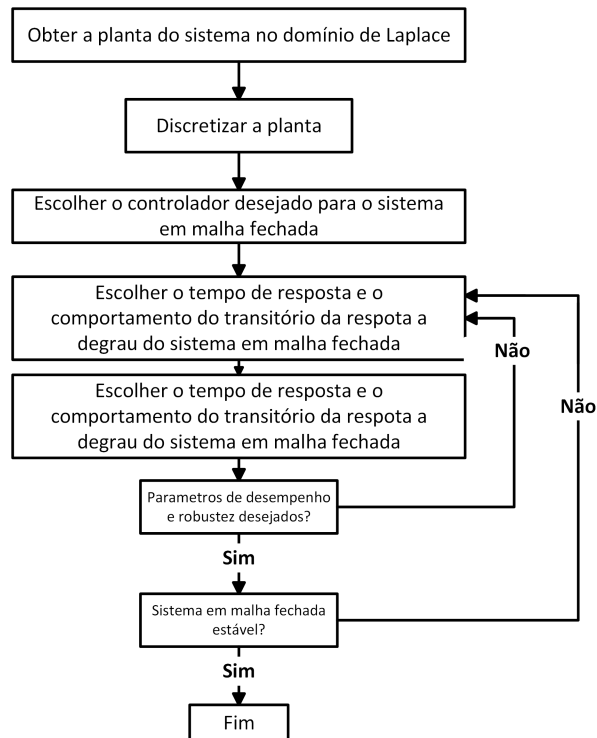 Obter a planta do sistema no domínio de Laplace
Discretizar a planta
Escolher o controlador desejado para o sistema
em malha fechada
Escolher o tempo de resposta e o
comportamento do transitório da respota a
degrau do sistema em malha fechada
Não
Não
Escolher o tempo de resposta e o
comportamento do transitório da respota a
degrau do sistema em malha fechada
Parametros de desempenho
e robustez desejados?
Sim
Sistema em malha fechada
estável?
Sim
Fim